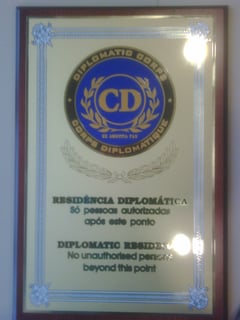 DIPLOMATIC CORPS
CD
CORPS DIPLOMATIQUE
RESIDÊNCIA DIPLOMÁTICA
Só pessoas autorizadas
após este ponto
DIPLOMATIC
No unauthorised persons
beyond this point